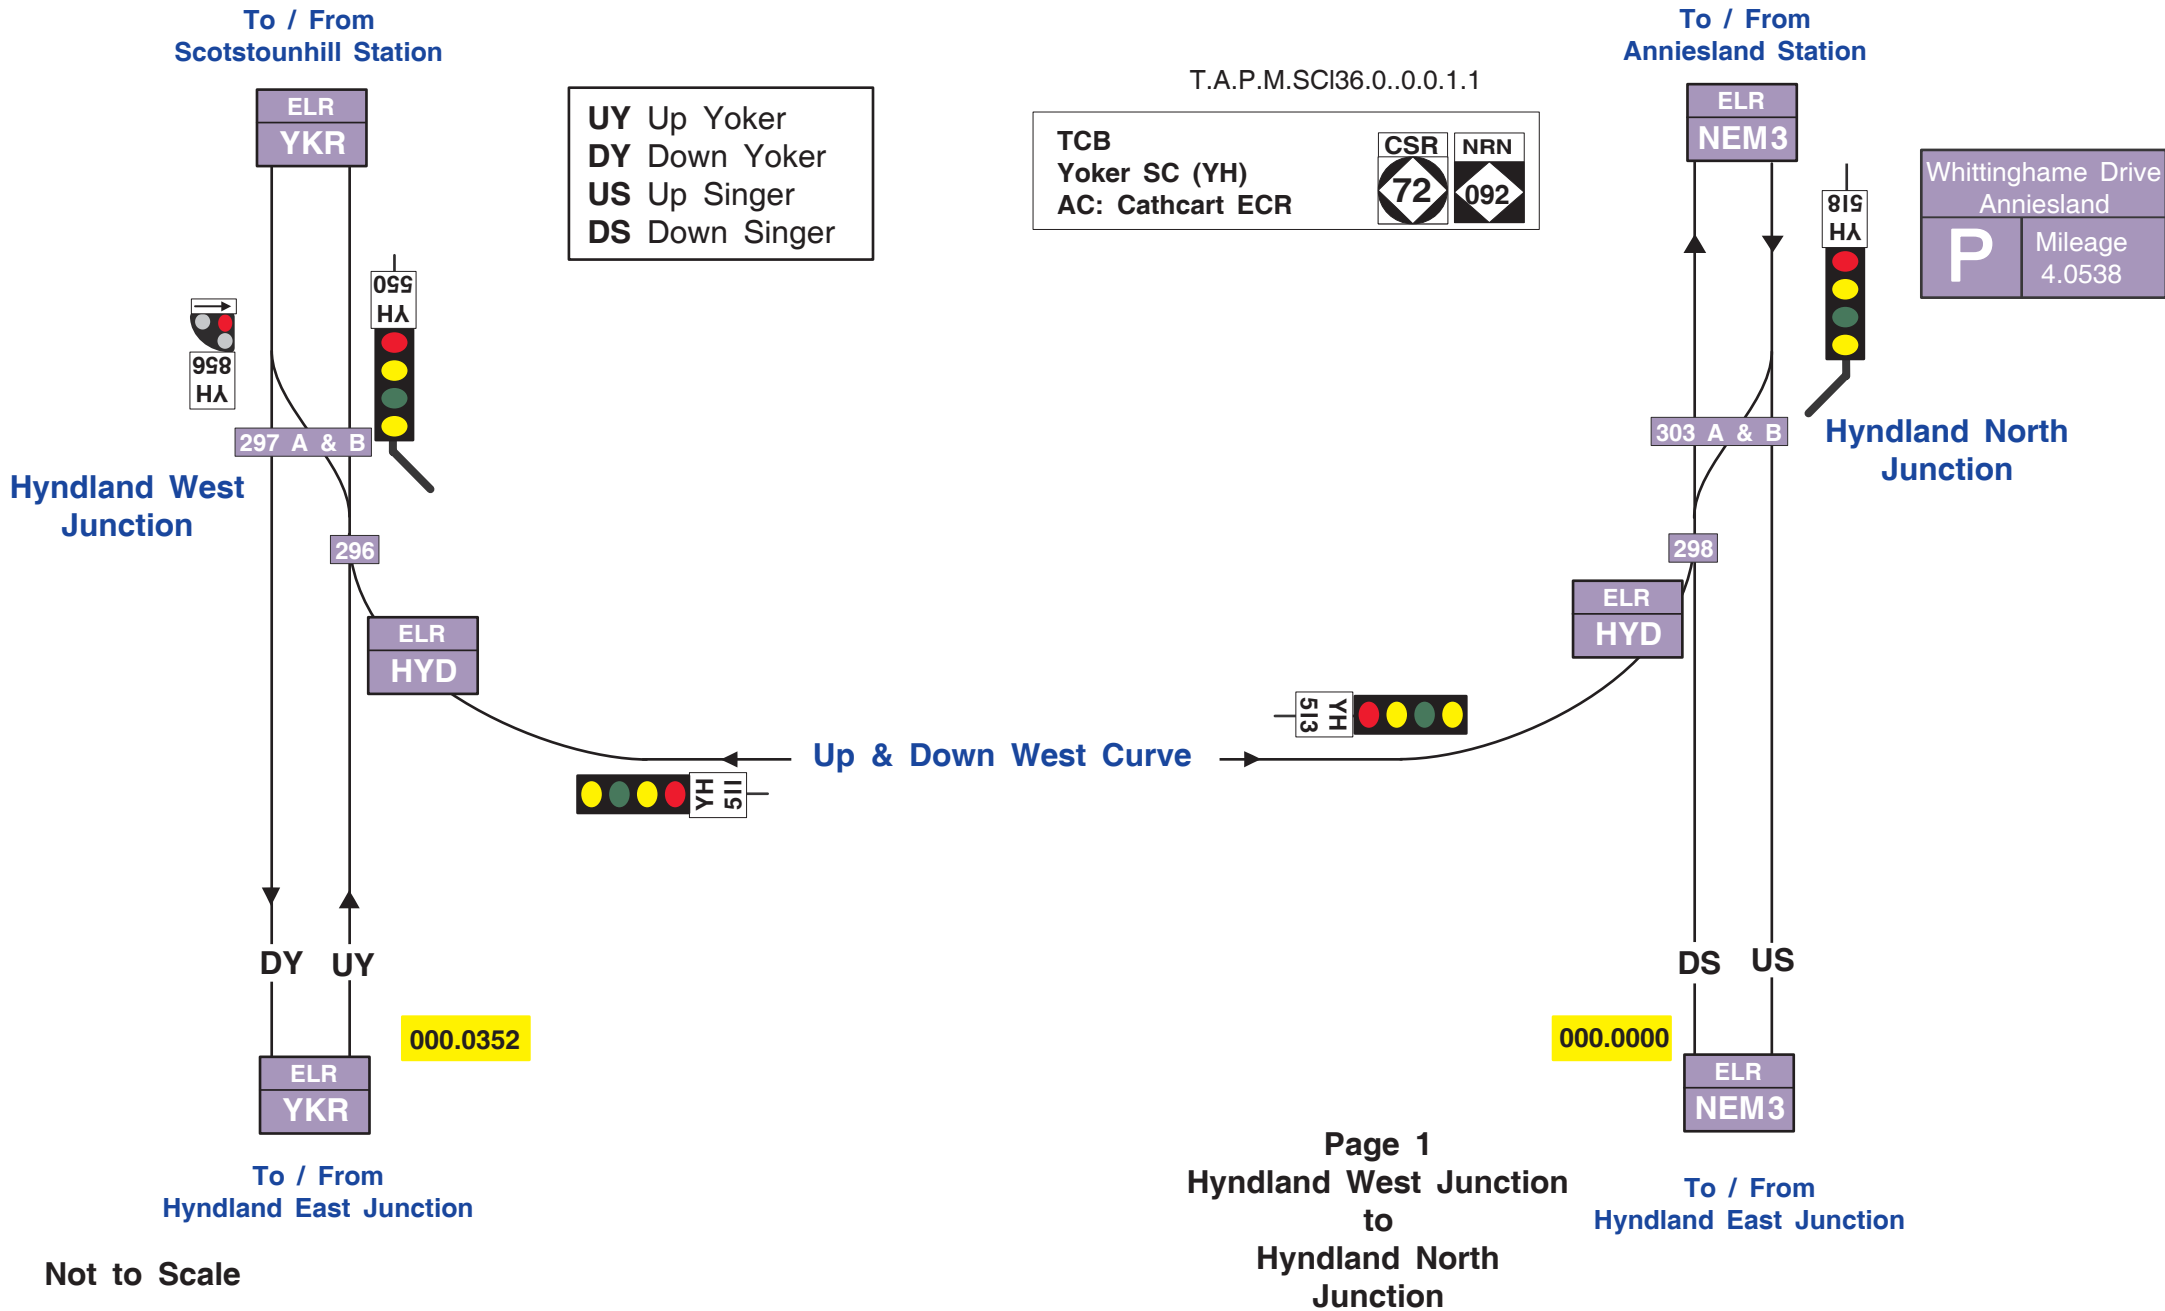 To / From
Scotstounhill Station
ELR
YKR
UY Up Yoker
DY Down Yoker
US Up Singer
DS Down Singer
T.A.P.M.SCI36.0..0.0.1.1
TCB
Yoker SC (YH)
AC: Cathcart ECR
CSR
72
NRN
092
To / From
Anniesland Station
ELR
NEM3
YH
518
Whittinghame Drive
Anniesland
P
Mileage
4.0538
YH
550
YH
856
297 A & B
Hyndland West
Junction
296
ELR
HYD
303 A & B
Hyndland North
Junction
298
ELR
HYD
YH
513
Up & Down West Curve
YH
511
DY
UY
DS
US
000.0352
000.0000
ELR
YKR
ELR
NEM3
To / From
Hyndland East Junction
Page 1
Hyndland West Junction
to
Hyndland North
Junction
To / From
Hyndland East Junction
Not to Scale